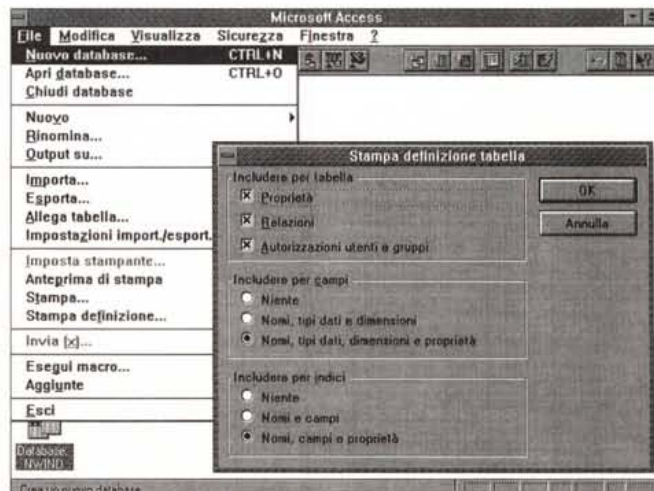 Microsoft Access
File Modifica Visualizza Sicurezza Finestra ?
Nuovo database... CTRL+N
Apri database... CTRL+O
Chiudi database
Nuovo
Rinomina...
Output su...
Importa...
Esporta...
Allega tabella...
Impostazioni import./esport.
Imposta stampante...
Anteprima di stampa
Stampa...
Stampa definizione...
Invia [x]...
Esegui macro...
Aggiunte
Esci
Database:
NWIND
Crea un nuovo database
Stampa definizione tabella
Includere per tabella
Proprietà
Relazioni
Autorizzazioni utenti e gruppi
Includere per campi
Niente
Nomi, tipi dati e dimensioni
Nomi, tipi dati, dimensioni e proprietà
Includere per indici
Niente
Nomi e campi
Nomi, campi e proprietà
OK
Annulla